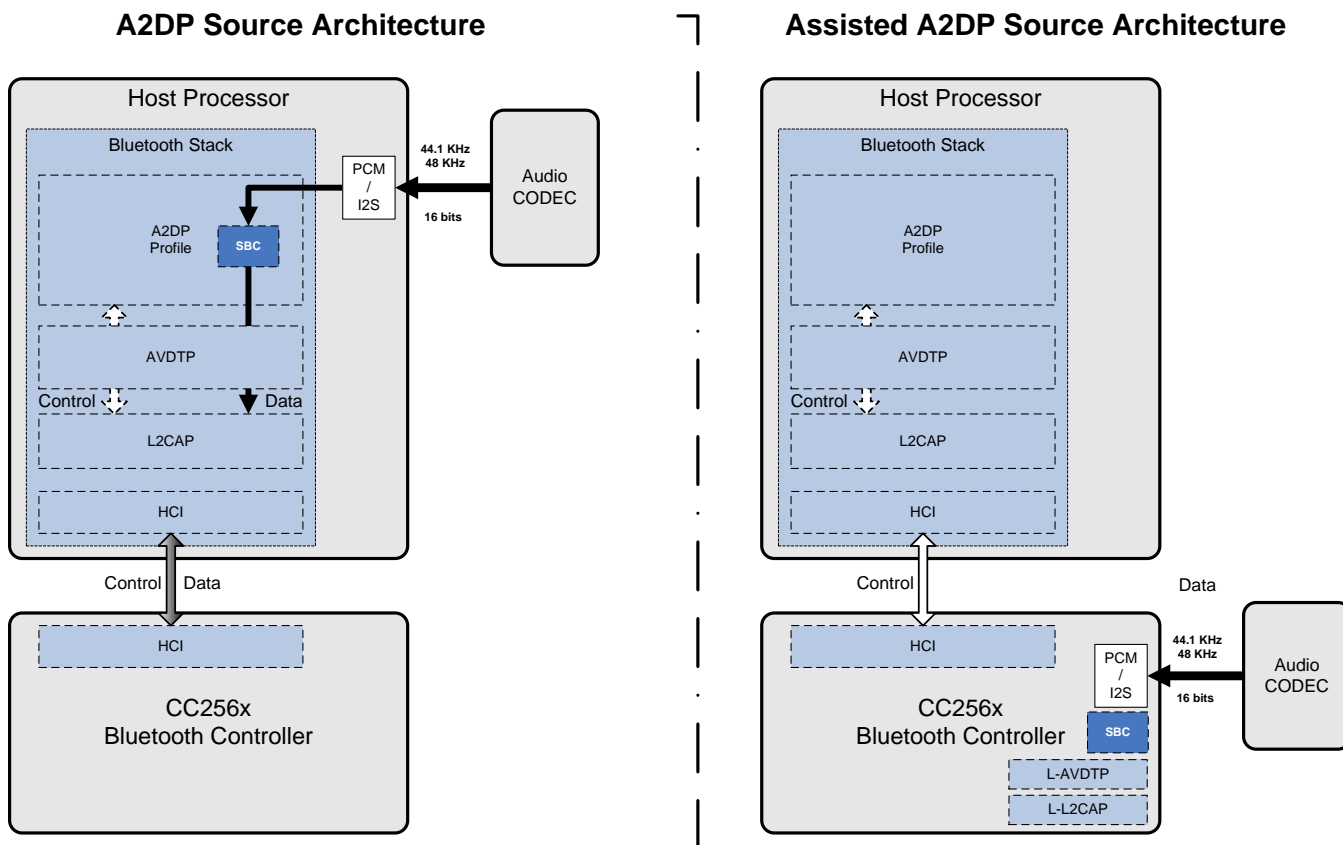 A2DP Source Architecture
Host Processor
Bluetooth Stack
A2DP
Profile
SBC
PCM
/
I2S
44.1 KHz
48 KHz
16 bits
Audio
CODEC
AVDTP
Control
Data
L2CAP
HCI
Control
Data
HCI
CC256x
Bluetooth Controller
Assisted A2DP Source Architecture
Host Processor
Bluetooth Stack
A2DP
Profile
AVDTP
Control
L2CAP
HCI
Control
Data
HCI
PCM
/
I2S
44.1 KHz
48 KHz
16 bits
Audio
CODEC
CC256x
Bluetooth Controller
SBC
L-AVDTP
L-L2CAP